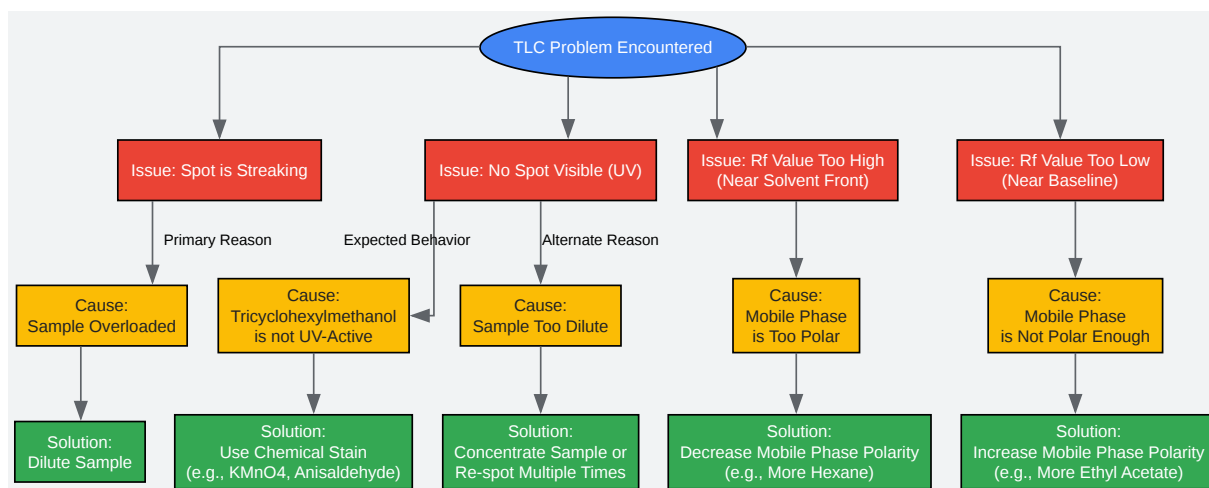 TLC Problem Encountered
Issue: Spot is Streaking
Issue: No Spot Visible (UV)
Issue: Rf Value Too High
(Near Solvent Front)
Issue: Rf Value Too Low
(Near Baseline)
Primary Reason
Expected Behavior
Alternate Reason
Cause:
Sample Overloaded
Cause:
Tricyclohexylmethanol
is not UV-Active
Cause:
Sample Too Dilute
Cause:
Mobile Phase
is Too Polar
Cause:
Mobile Phase
is Not Polar Enough
Solution:
Dilute Sample
Solution:
Use Chemical Stain
(e.g., KMnO4, Anisaldehyde)
Solution:
Concentrate Sample or
Re-spot Multiple Times
Solution:
Decrease Mobile Phase Polarity
(e.g., More Hexane)
Solution:
Increase Mobile Phase Polarity
(e.g., More Ethyl Acetate)